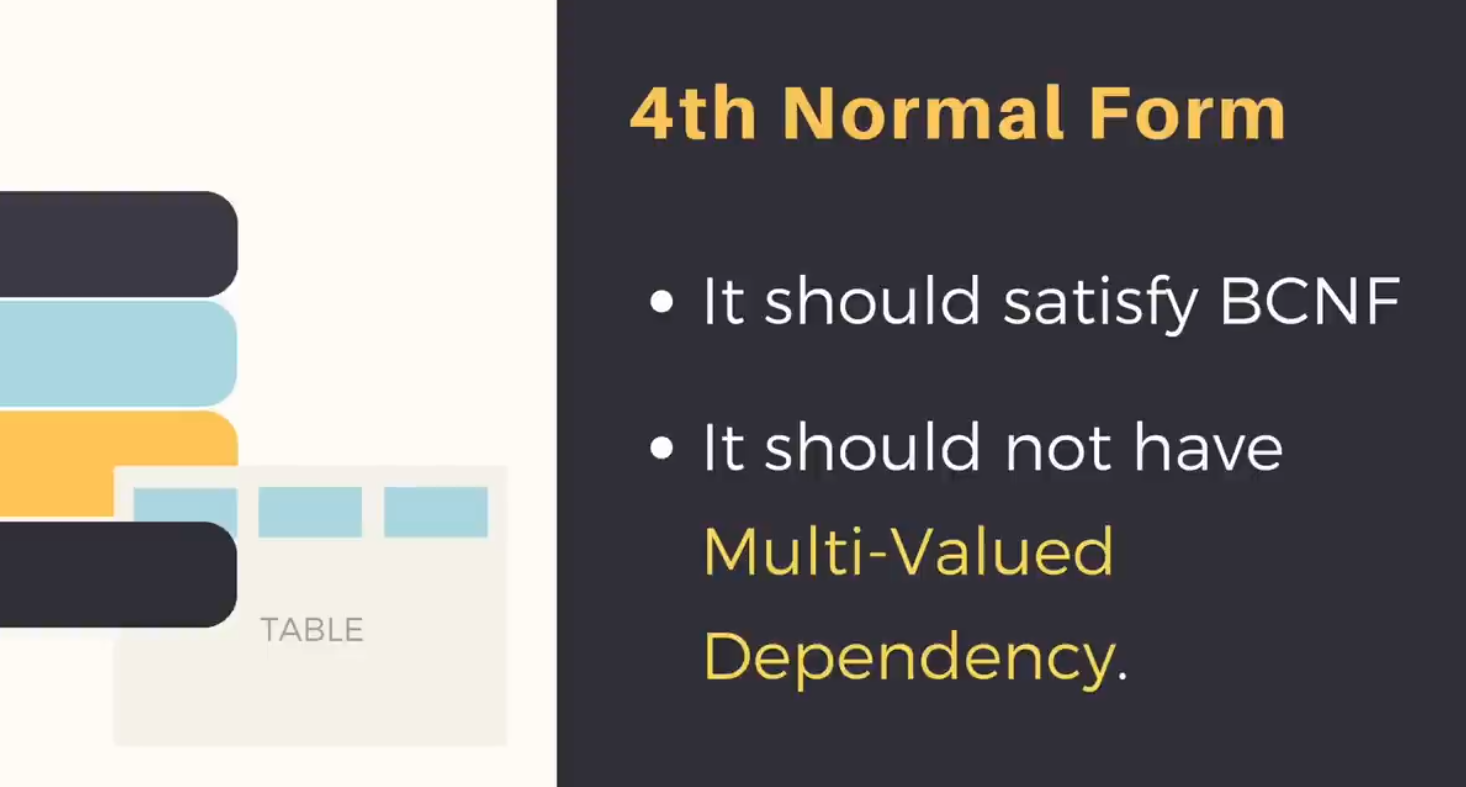 4th Normal Form
• It should satisfy BCNF
• It should not have
Multi-Valued
Dependency.
TABLE